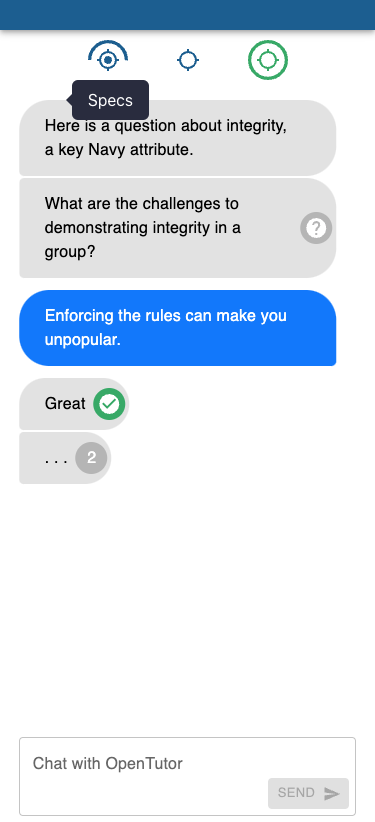 Specs
Here is a question about integrity,
a key Navy attribute.
What are the challenges to
demonstrating integrity in a
group?
?
Enforcing the rules can make you
unpopular.
Great
... 2
Chat with OpenTutor
SEND